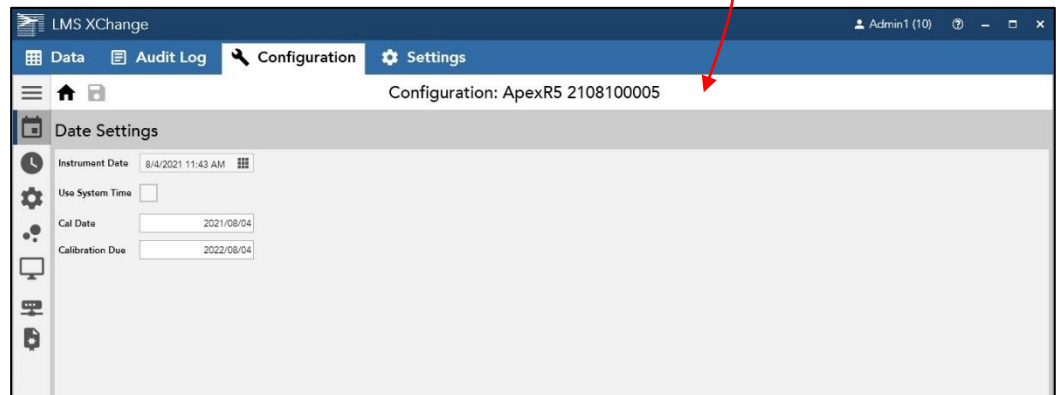 LMS XChange Admin1 (10)
Data Audit Log Configuration Settings
Configuration: ApexR5 2108100005
Date Settings
Instrument Date 8/4/2021 11:43 AM
Use System Time
Cal Date 2021/08/04
Calibration Due 2022/08/04